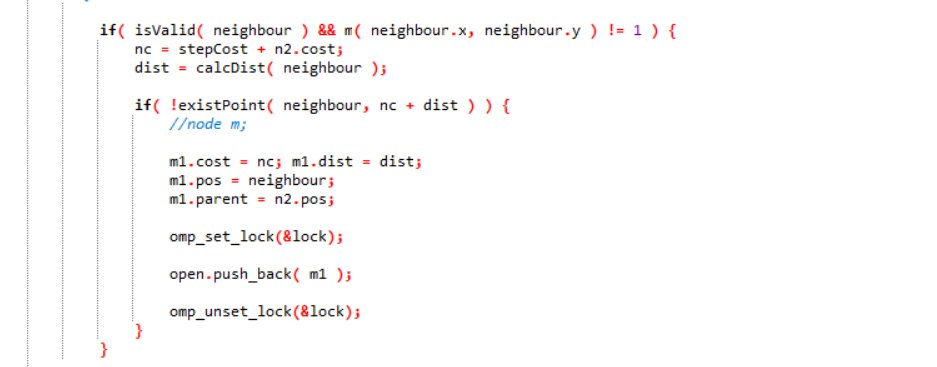 if( isValid( neighbour ) && m( neighbour.x, neighbour.y ) != 1 ) {
nc = stepCost + n2.cost;
dist = calcDist( neighbour );
if( !existPoint( neighbour, nc + dist ) ) {
//node m;
m1.cost = nc; m1.dist = dist;
m1.pos = neighbour;
m1.parent = n2.pos;
omp_set_lock(&lock);
open.push_back( m1 );
omp_unset_lock(&lock);
}
}